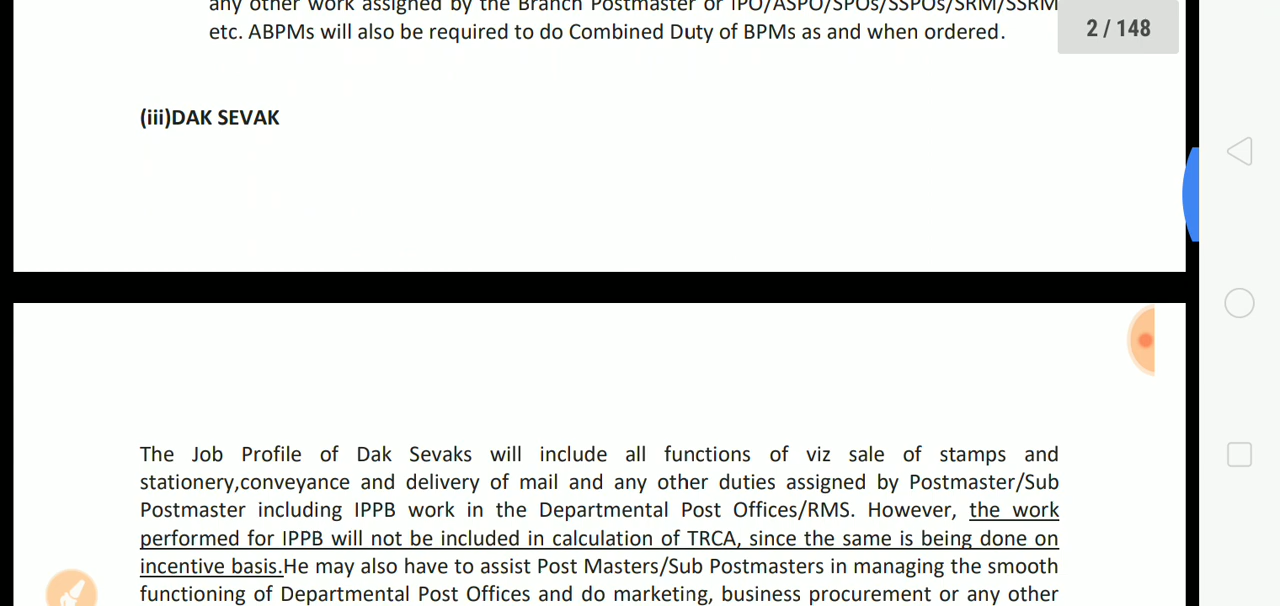 any other work assigned by the Branch Postmaster or IPO/ASPO/SPOs/SSPOs/SRM/SSRM
2 / 148
etc. ABPMs will also be required to do Combined Duty of BPMs as and when ordered.
(iii)DAK SEVAK
The Job Profile of Dak Sevaks will include all functions of viz sale of stamps and
stationery,conveyance and delivery of mail and any other duties assigned by Postmaster/Sub
Postmaster including IPPB work in the Departmental Post Offices/RMS. However, the work
performed for IPPB will not be included in calculation of TRCA, since the same is being done on
incentive basis.He may also have to assist Post Masters/Sub Postmasters in managing the smooth
functioning of Departmental Post Offices and do marketing, business procurement or any other